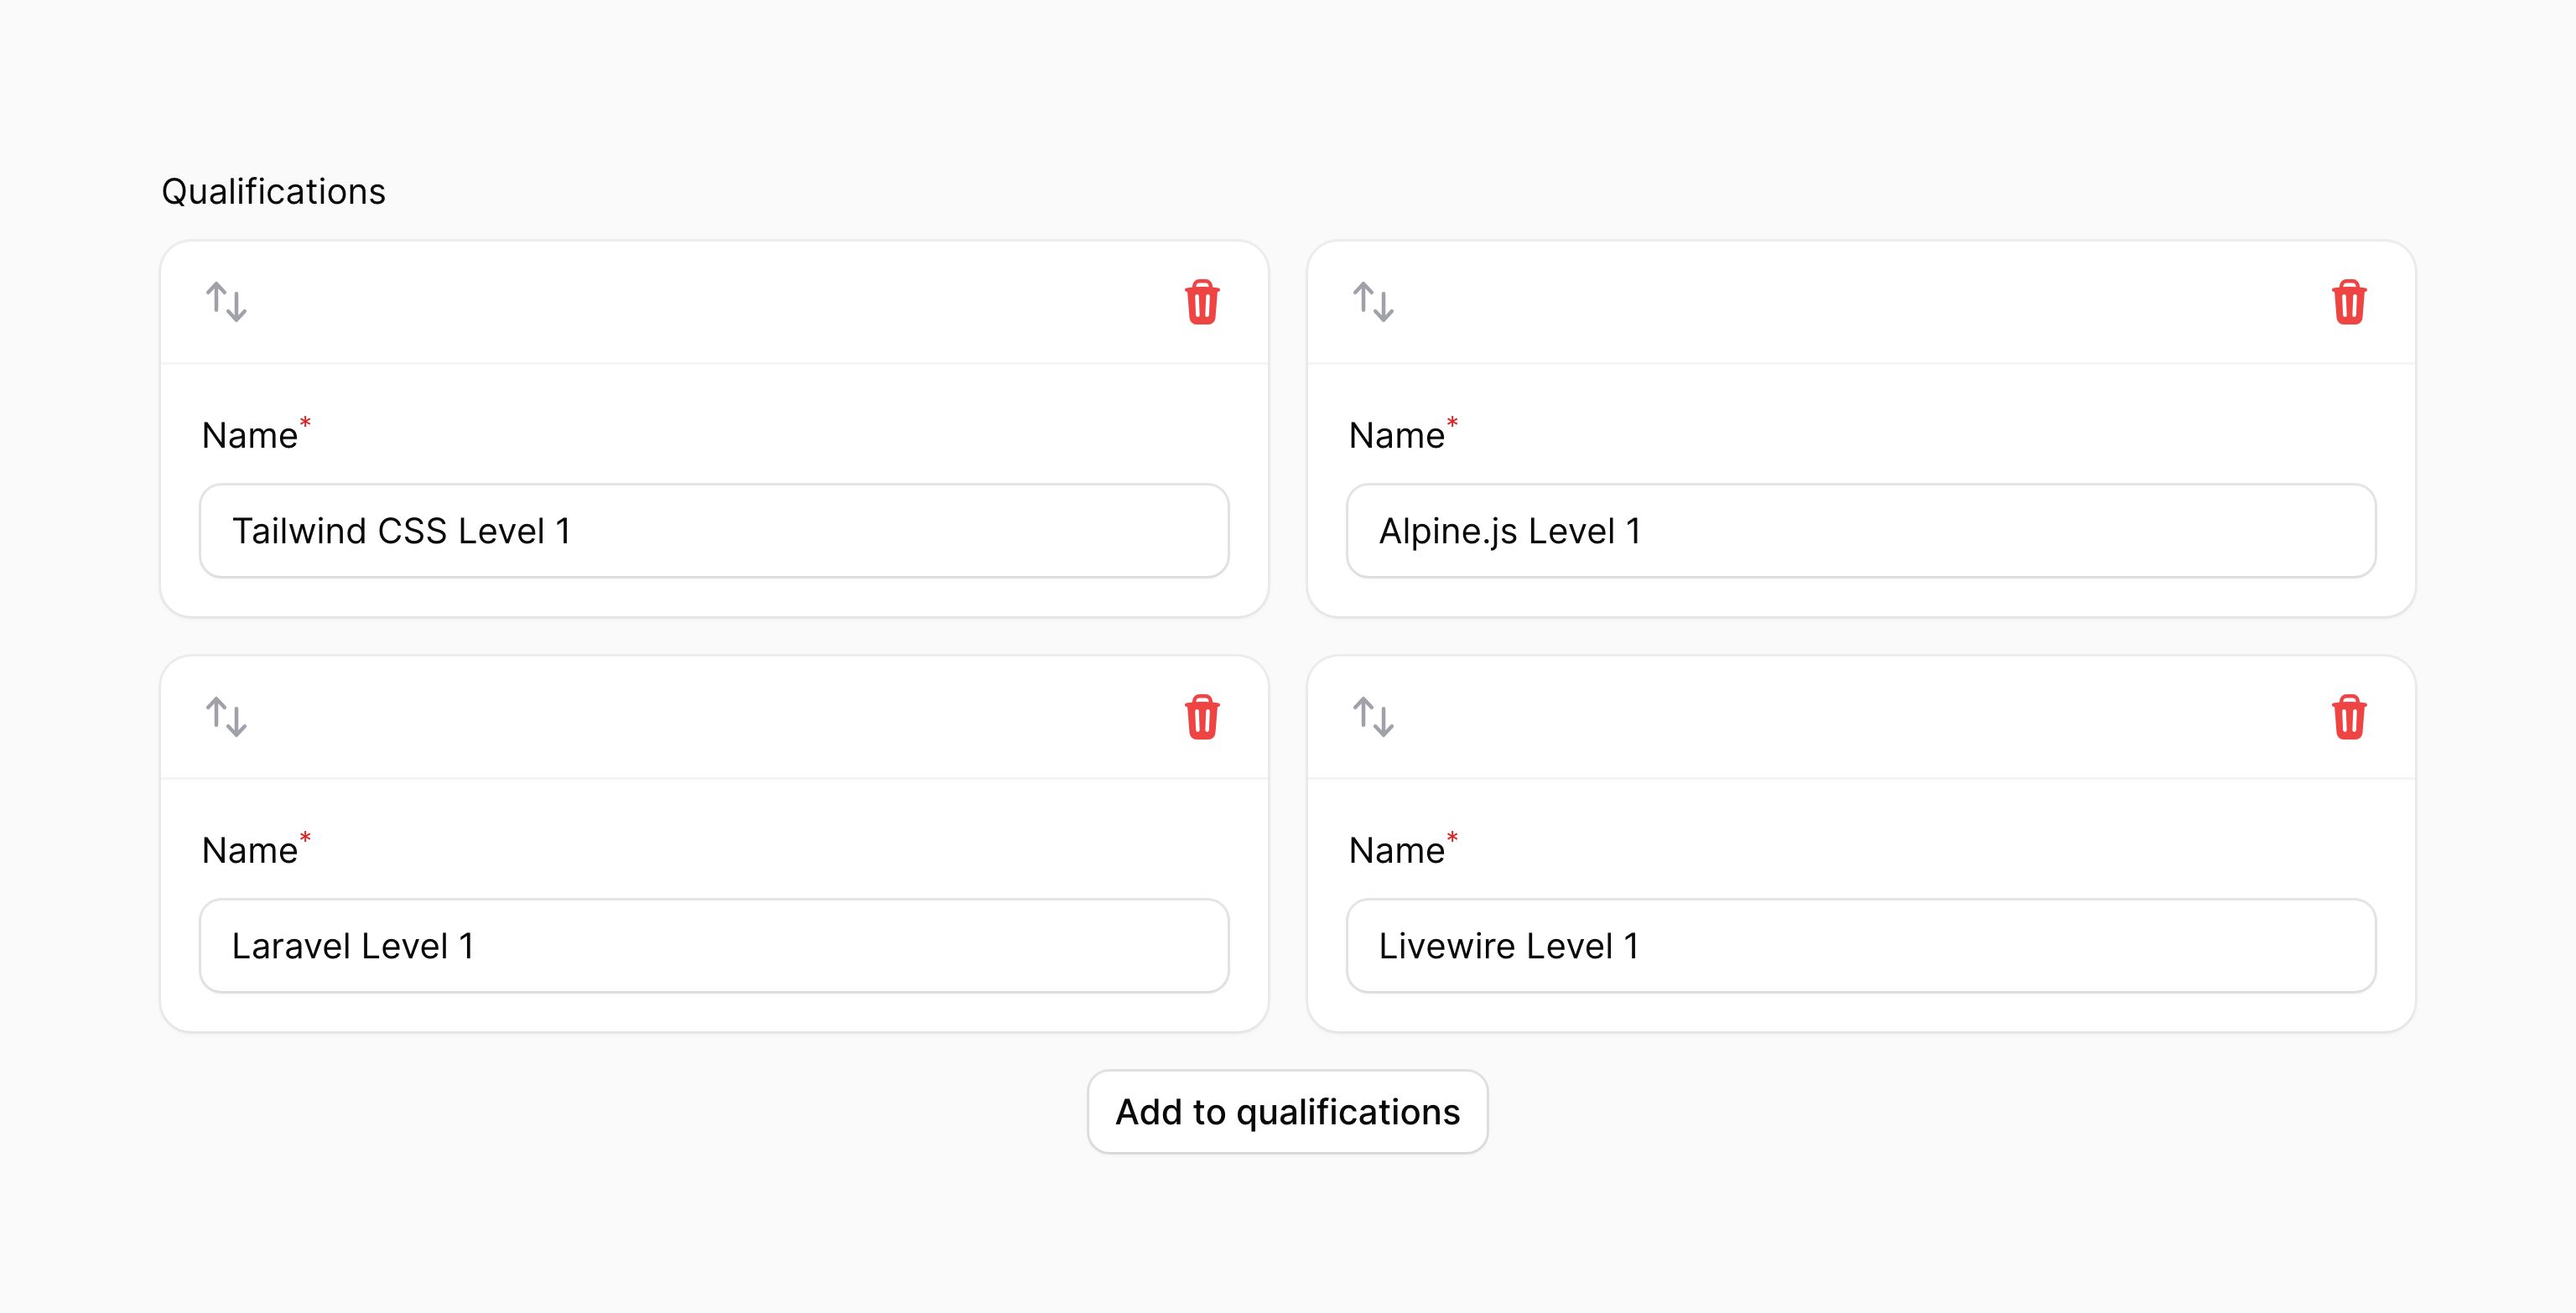 Qualifications
Name*
Tailwind CSS Level 1
Name*
Alpine.js Level 1
Name*
Laravel Level 1
Name*
Livewire Level 1
Add to qualifications